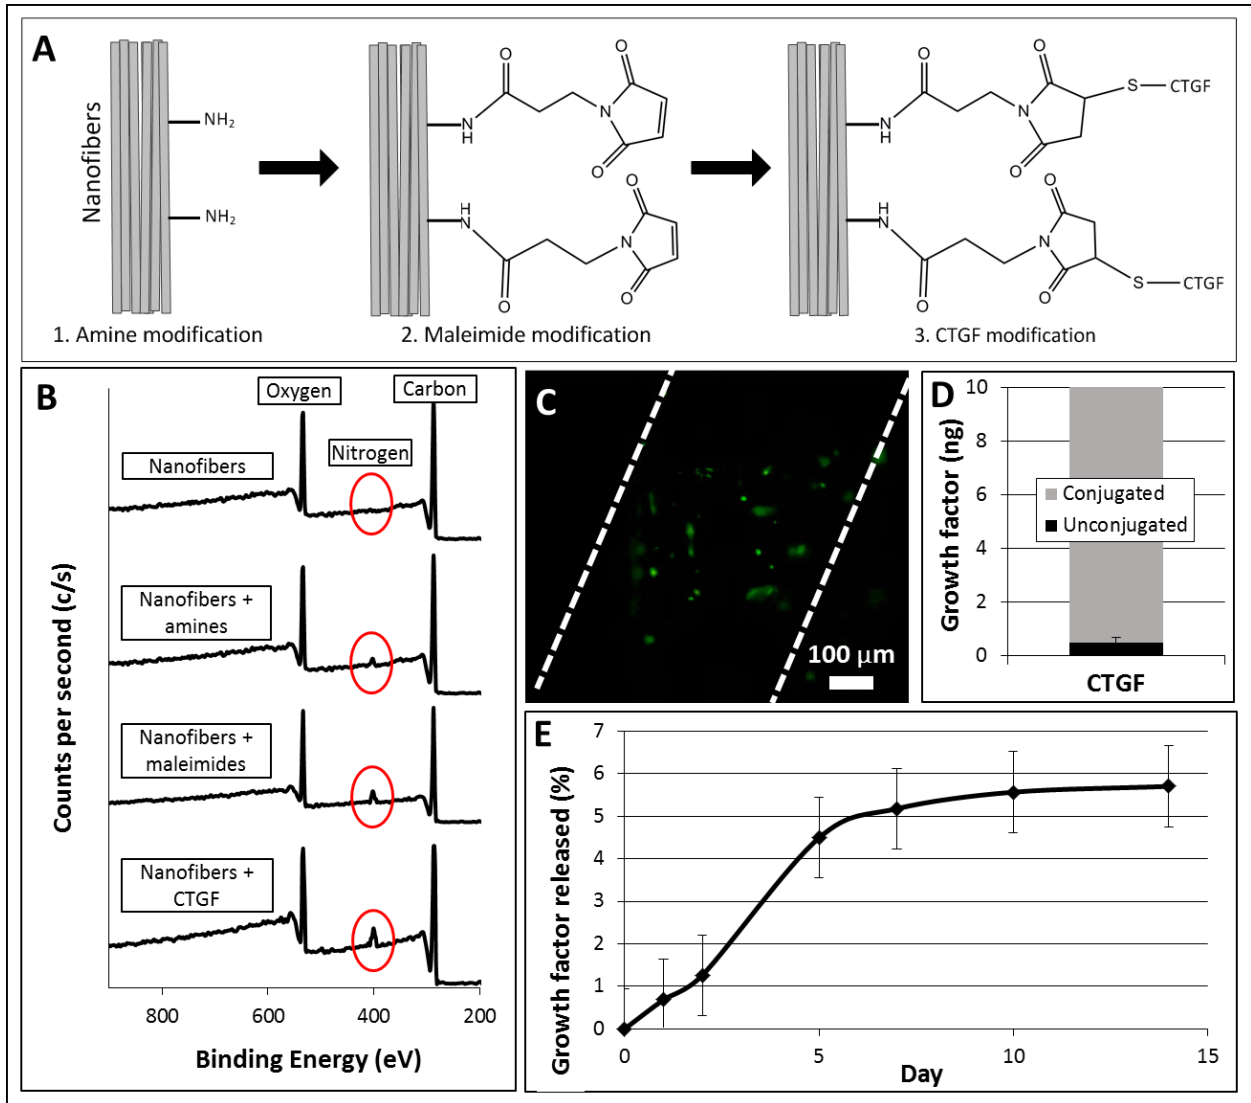 A
Nanofibers
NH2
NH2
1. Amine modification
O
N
H
N
O
O
H
N
O
N
O
O
2. Maleimide modification
O
N
H
N
O
O
S
CTGF
H
N
O
N
O
O
S
CTGF
3. CTGF modification
B
Oxygen
Carbon
Nitrogen
Nanofibers
Nanofibers +
amines
Nanofibers +
maleimides
Nanofibers +
CTGF
Counts per second (c/s)
800
600
400
200
Binding Energy (eV)
C
100 µm
D
Growth factor (ng)
10
8
6
4
2
0
Conjugated
Unconjugated
CTGF
E
Growth factor released (%)
7
6
5
4
3
2
1
0
0
5
10
15
Day